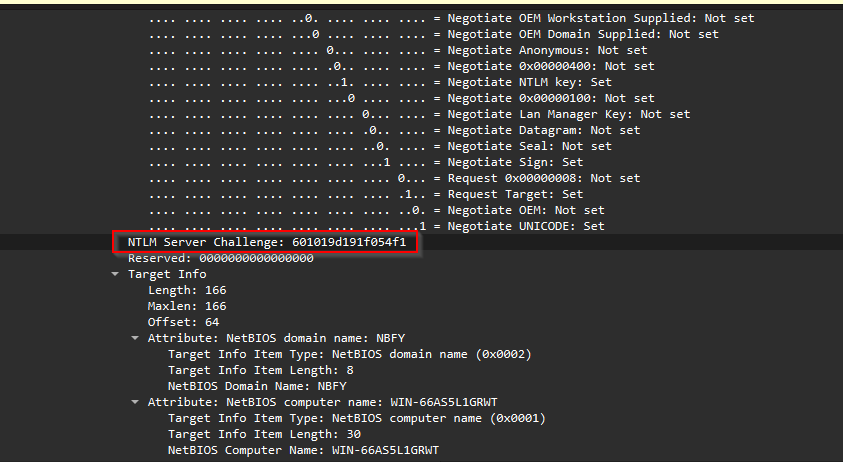 .... .... .... .... .... ..0. .... .... .... .... = Negotiate OEM Workstation Supplied: Not set
.... .... .... .... ...0 .... .... .... = Negotiate OEM Domain Supplied: Not set
.... .... .... .... .... 0... .... .... = Negotiate Anonymous: Not set
.... .... .... .... .... .0.. .... .... = Negotiate 0x00000400: Not set
.... .... .... .... .... ..1. .... .... = Negotiate NTLM key: Set
.... .... .... .... .... ...0 .... .... = Negotiate 0x00000100: Not set
.... .... .... .... .... .... 0... .... = Negotiate Lan Manager Key: Not set
.... .... .... .... .... .... .0.. .... = Negotiate Datagram: Not set
.... .... .... .... .... .... ..0. .... = Negotiate Seal: Not set
.... .... .... .... .... .... ...1 .... = Negotiate Sign: Set
.... .... .... .... .... .... .... 0... = Request 0x00000008: Not set
.... .... .... .... .... .... .... .1.. = Request Target: Set
.... .... .... .... .... .... .... ..0. = Negotiate OEM: Not set
.... .... .... .... .... .... .... ...1 = Negotiate UNICODE: Set
NTLM Server Challenge: 601019d191f054f1
Reserved: 0000000000000000
Target Info
Length: 166
Maxlen: 166
Offset: 64
Attribute: NetBIOS domain name: NBFY
Target Info Item Type: NetBIOS domain name (0x0002)
Target Info Item Length: 8
NetBIOS Domain Name: NBFY
Attribute: NetBIOS computer name: WIN-66AS5L1GRWT
Target Info Item Type: NetBIOS computer name (0x0001)
Target Info Item Length: 30
NetBIOS Computer Name: WIN-66AS5L1GRWT